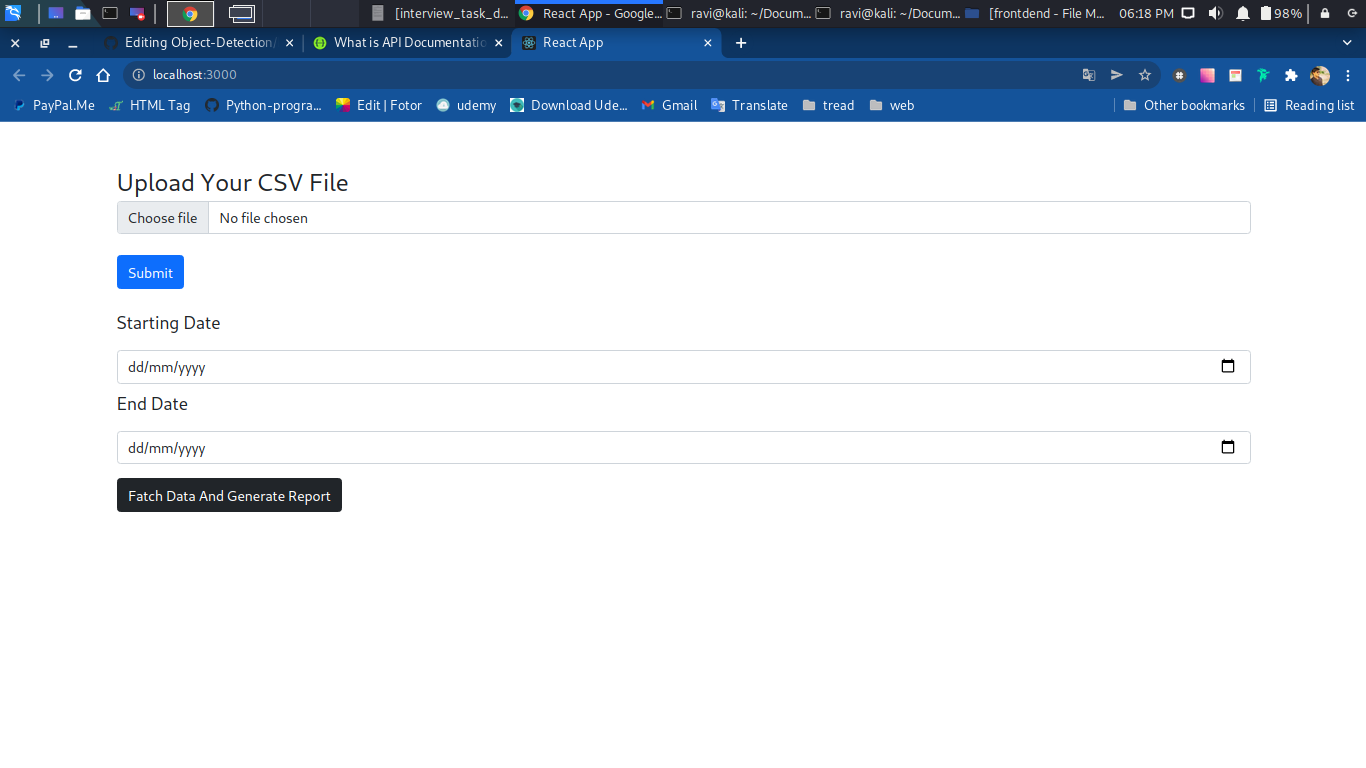 [interview_task_d... React App - Google... ravi@kali: ~/Docum... ravi@kali: ~/Docum... [frontdend - File M... 06:18 PM 98%
Editing Object-Detection/ What is API Documentatio React App
localhost:3000
PayPal.Me HTML Tag Python-progra... Edit | Fotor udemy Download Ude... Gmail Translate tread web Other bookmarks Reading list
Upload Your CSV File
Choose file No file chosen
Submit
Starting Date
dd/mm/yyyy
End Date
dd/mm/yyyy
Fatch Data And Generate Report